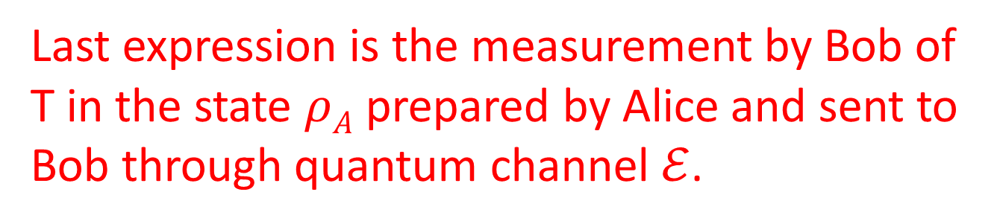 Last expression is the measurement by Bob of
T in the state ρ_A prepared by Alice and sent to
Bob through quantum channel ℰ.